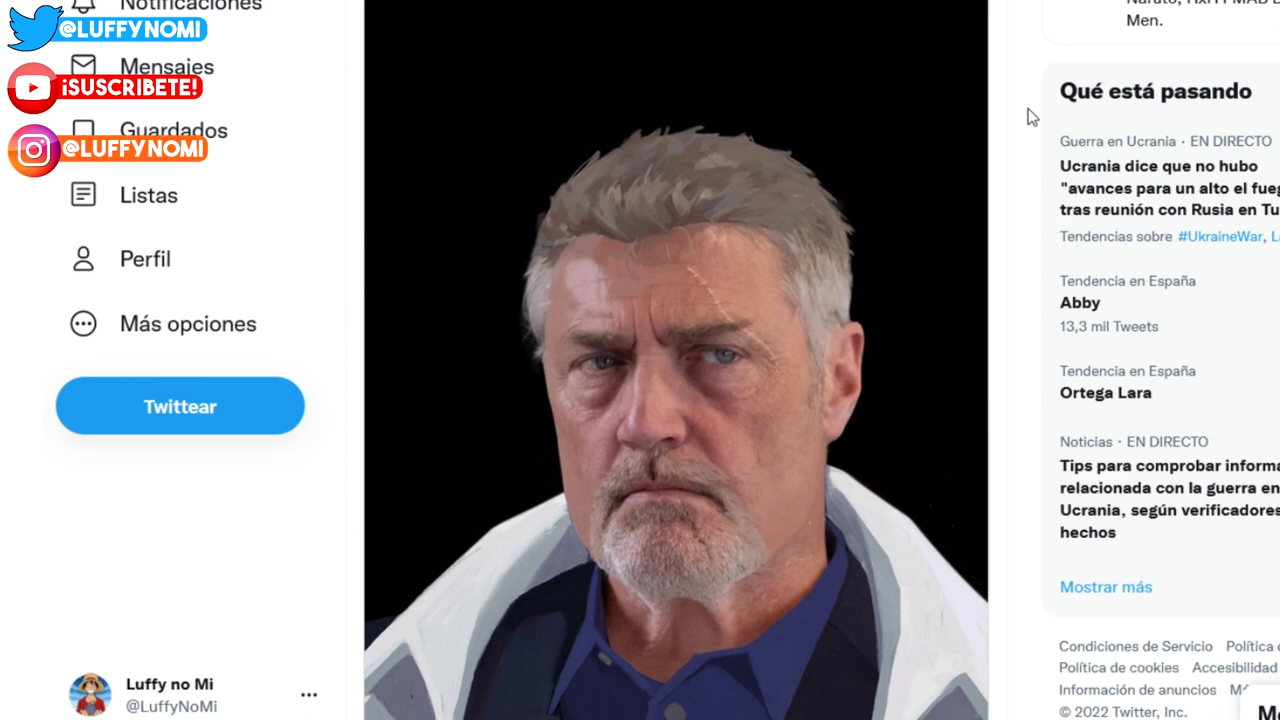 Notificaciones
@LUFFYNOMI
Mensajes
¡SUSCRIBETE!
Guardados
@LUFFYNOMI
Listas
Perfil
Más opciones
Twittear
Luffy no Mi
@LuffyNoMi
Men.
Qué está pasando
Guerra en Ucrania · EN DIRECTO
Ucrania dice que no hubo
"avances para un alto el fueg
tras reunión con Rusia en Tu
Tendencias sobre #UkraineWar, L
Tendencia en España
Abby
13,3 mil Tweets
Tendencia en España
Ortega Lara
Noticias · EN DIRECTO
Tips para comprobar informa
relacionada con la guerra en
Ucrania, según verificadores
hechos
Mostrar más
Condiciones de Servicio Política
Política de cookies Accesibilidad
Información de anuncios
© 2022 Twitter, Inc.